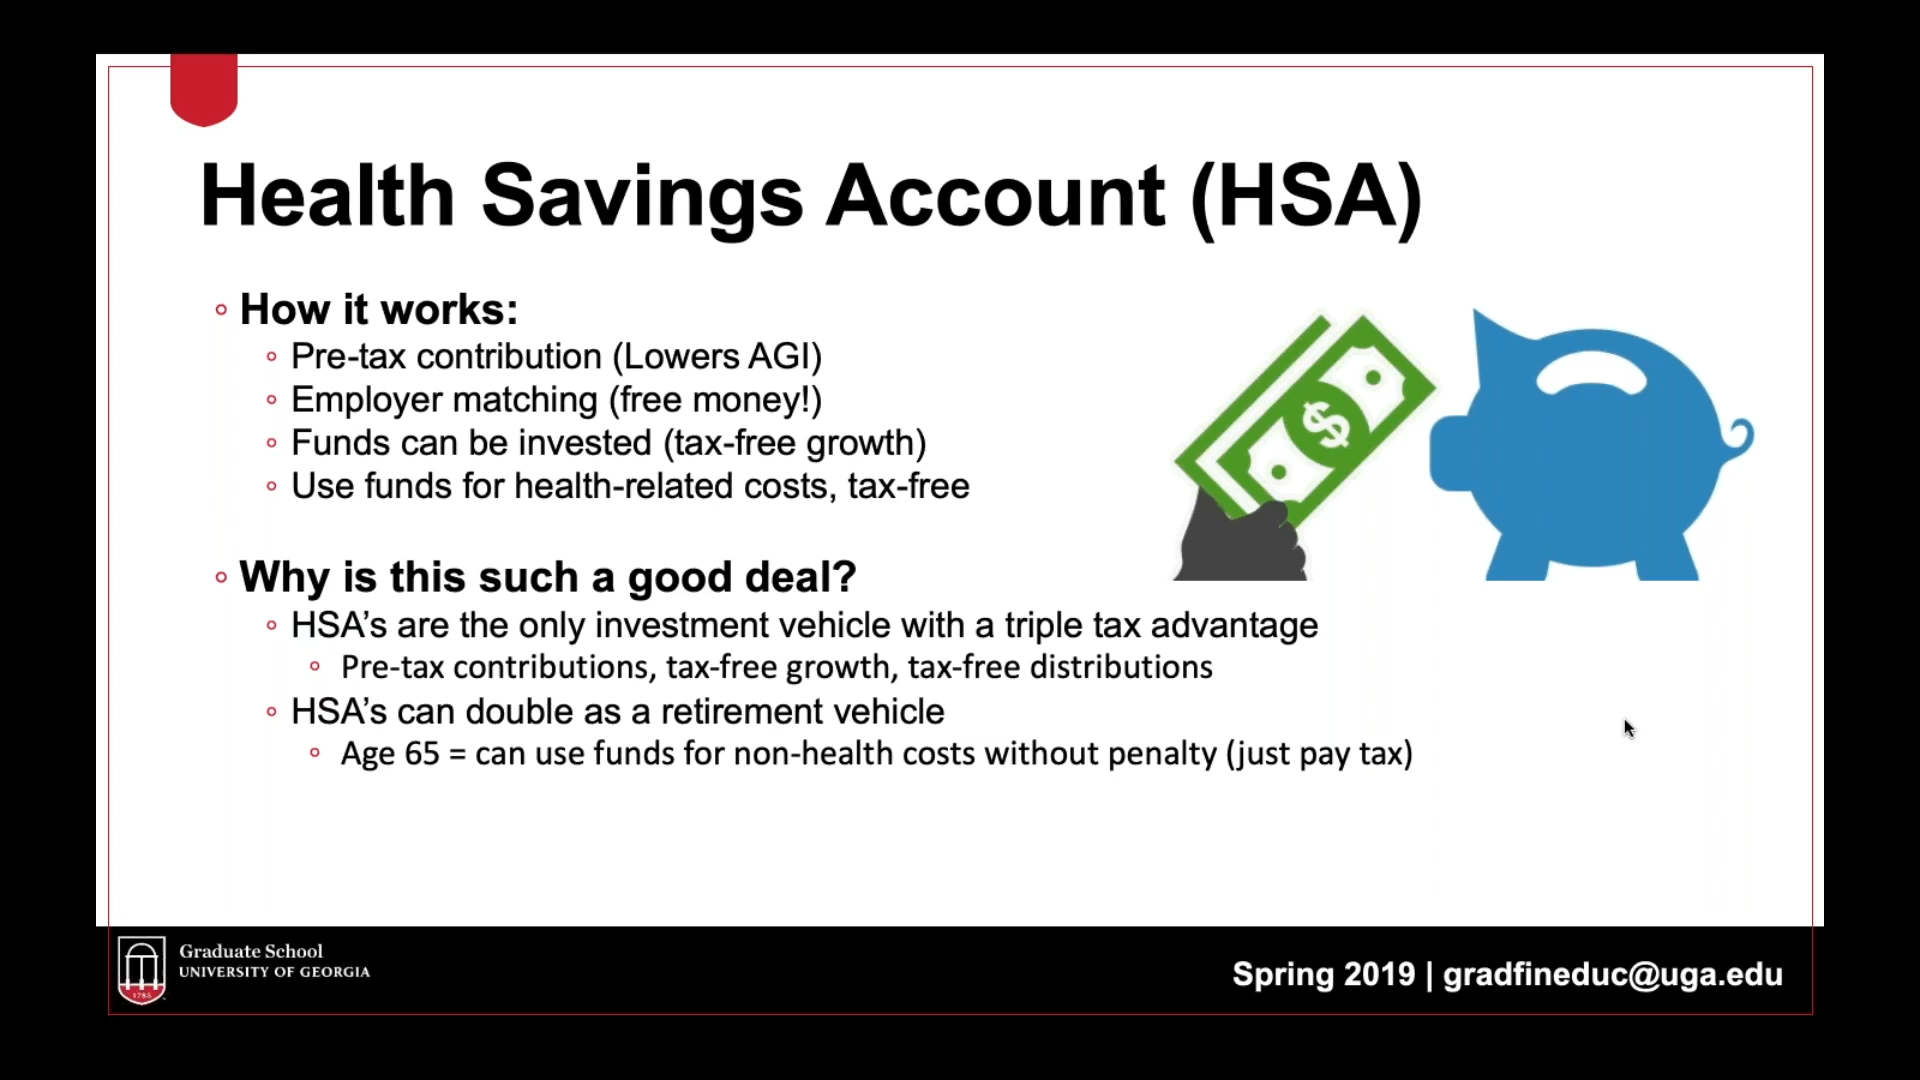 Health Savings Account (HSA)
How it works:
Pre-tax contribution (Lowers AGI)
Employer matching (free money!)
Funds can be invested (tax-free growth)
Use funds for health-related costs, tax-free
$
Why is this such a good deal?
HSA’s are the only investment vehicle with a triple tax advantage
Pre-tax contributions, tax-free growth, tax-free distributions
HSA’s can double as a retirement vehicle
Age 65 = can use funds for non-health costs without penalty (just pay tax)
1785
Graduate School
UNIVERSITY OF GEORGIA
Spring 2019 | gradfineduc@uga.edu